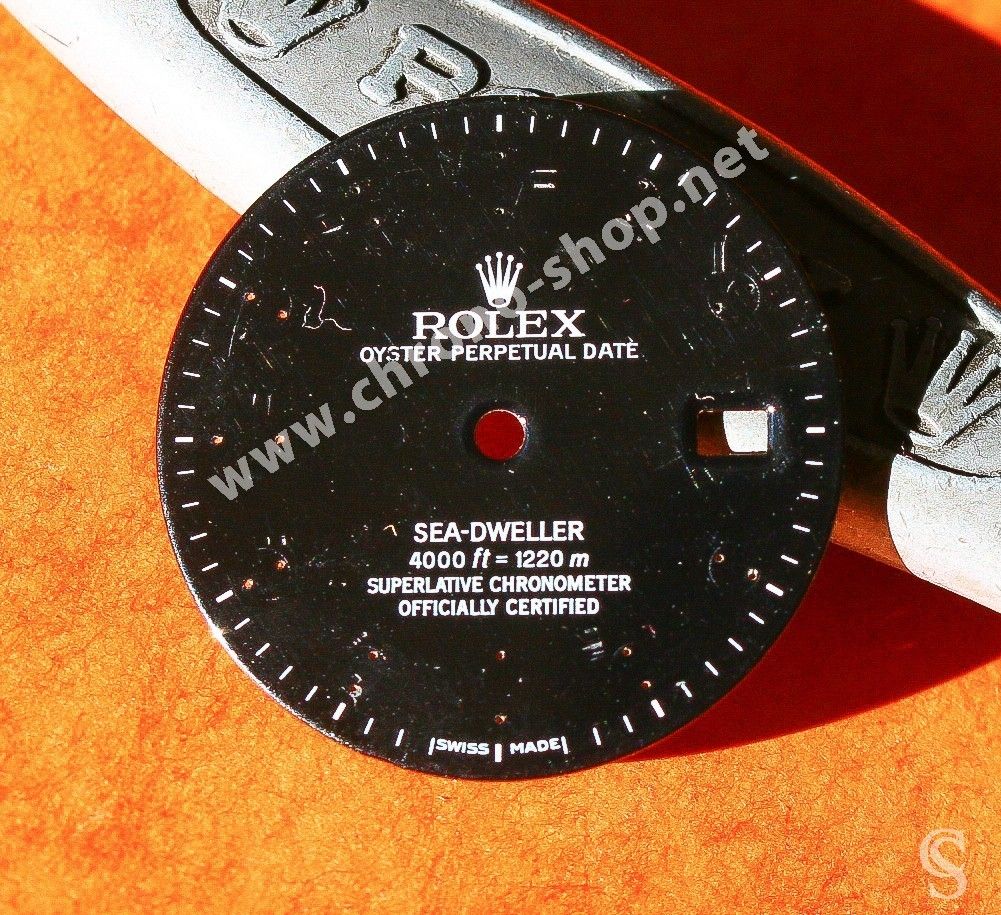 ROLEX
OYSTER PERPETUAL DATE
www.chrono-shop.net
SEA-DWELLER
4000 ft = 1220 m
SUPERLATIVE CHRONOMETER
OFFICIALLY CERTIFIED
SWISS MADE